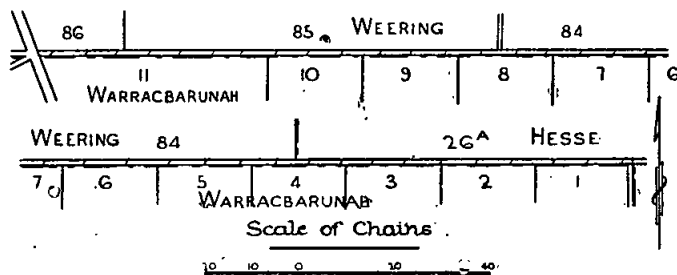 86 85 WEERING 84
11 10 9 8 7 6
WARRACBARUNAH
WEERING 84 26A HESSE
7 6 5 4 3 2 1
WARRACBARUNAH
Scale of Chains
20 10 0 20 40